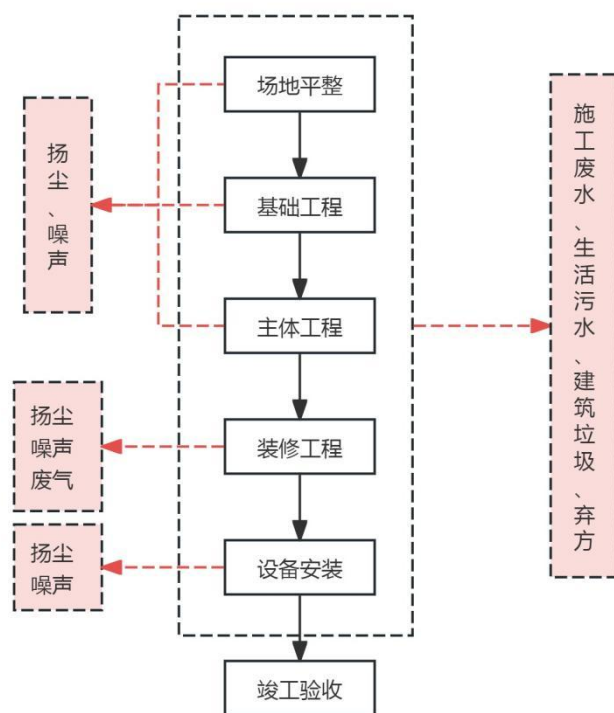 场地平整
扬尘、噪声
基础工程
主体工程
施工废水、生活污水、建筑垃圾、弃方
扬尘
噪声
废气
装修工程
扬尘
噪声
设备安装
竣工验收